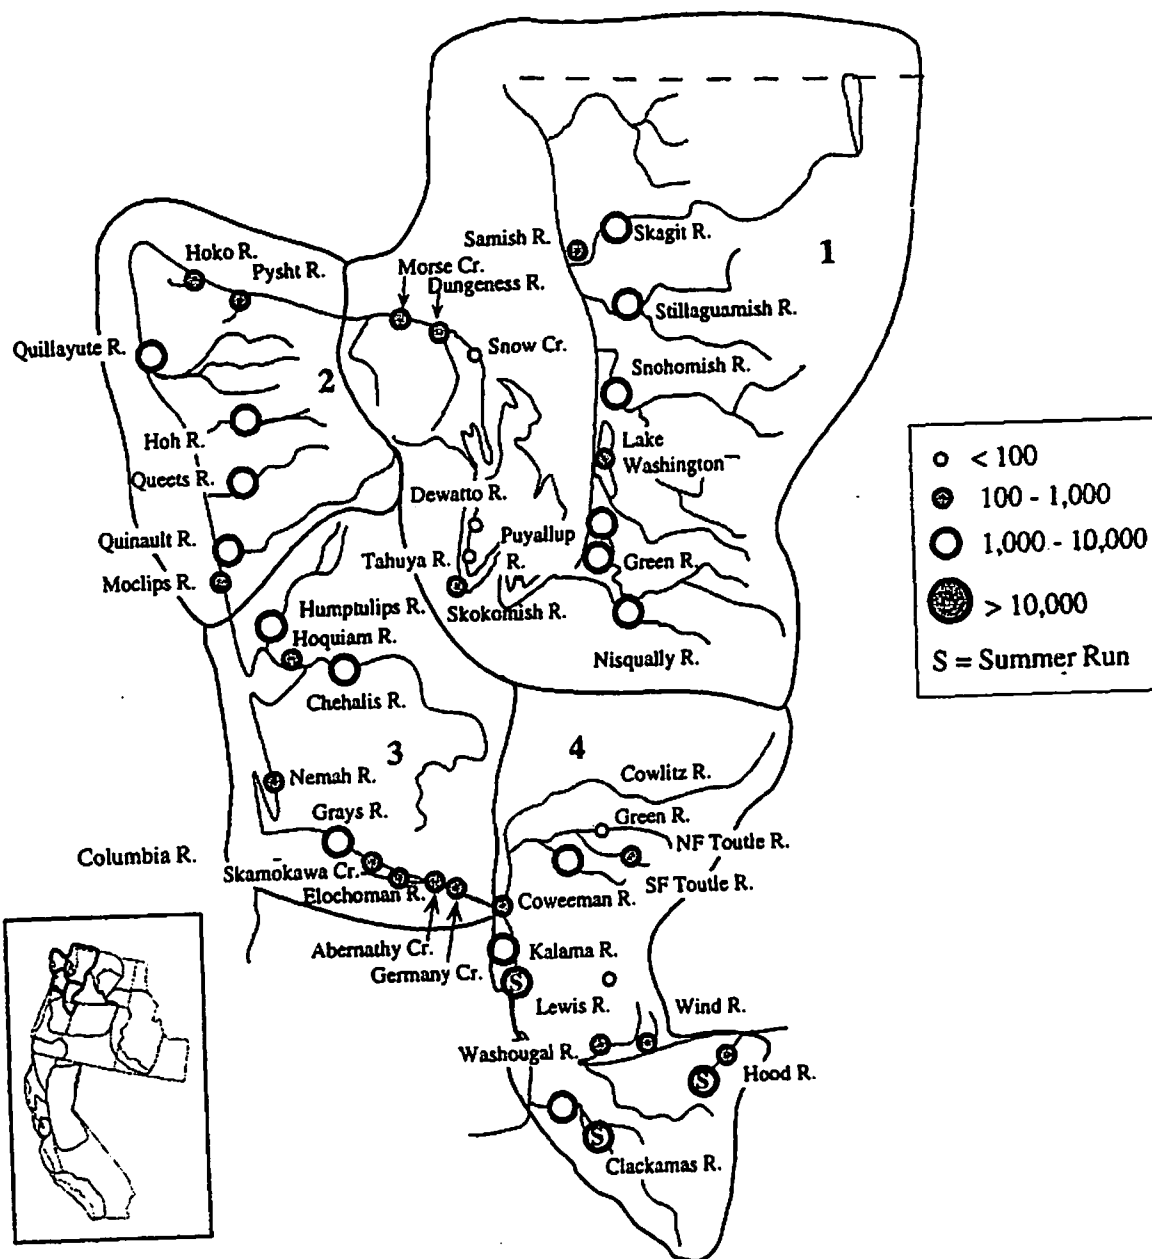 Samish R.
Skagit R.
1
Hoko R.
Pysht R.
Morse Cr.
Dungeness R.
Stillaguamish R.
Quillayute R.
Snow Cr.
2
Snohomish R.
Hoh R.
Lake
Washington
Queets R.
Dewatto R.
Quinault R.
Puyallup
R.
Tahuya R.
Green R.
Moclips R.
Skokomish R.
Humptulips R.
Hoquiam R.
Nisqually R.
Chehalis R.
3
4
Nemah R.
Cowlitz R.
Grays R.
Green R.
NF Toutle R.
Columbia R.
Skamokawa Cr.
SF Toutle R.
Elochoman R.
Coweeman R.
Abernathy Cr.
Kalama R.
Germany Cr.
S
Lewis R.
Wind R.
Washougal R.
Hood R.
S
S
Clackamas R.
< 100
100 - 1,000
1,000 - 10,000
> 10,000
S = Summer Run